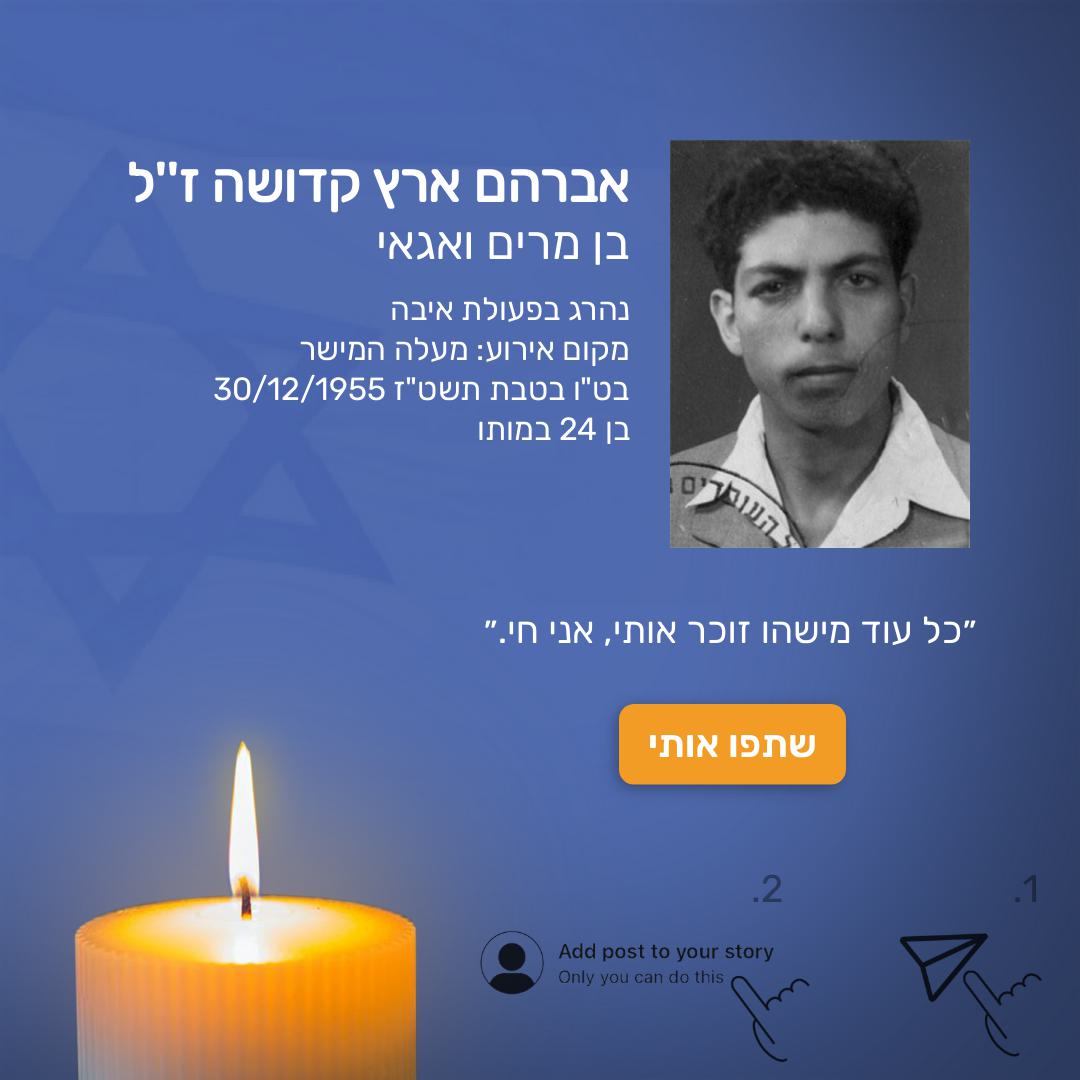 אברהם ארץ קדושה ז"ל
בן מרים ואגאי
נהרג בפעולת איבה
מקום אירוע: מעלה המישר
בט"ו בטבת תשט"ז 30/12/1955
בן 24 במותו
״כל עוד מישהו זוכר אותי, אני חי.״
שתפו אותי
.1
.2
Add post to your story
Only you can do this